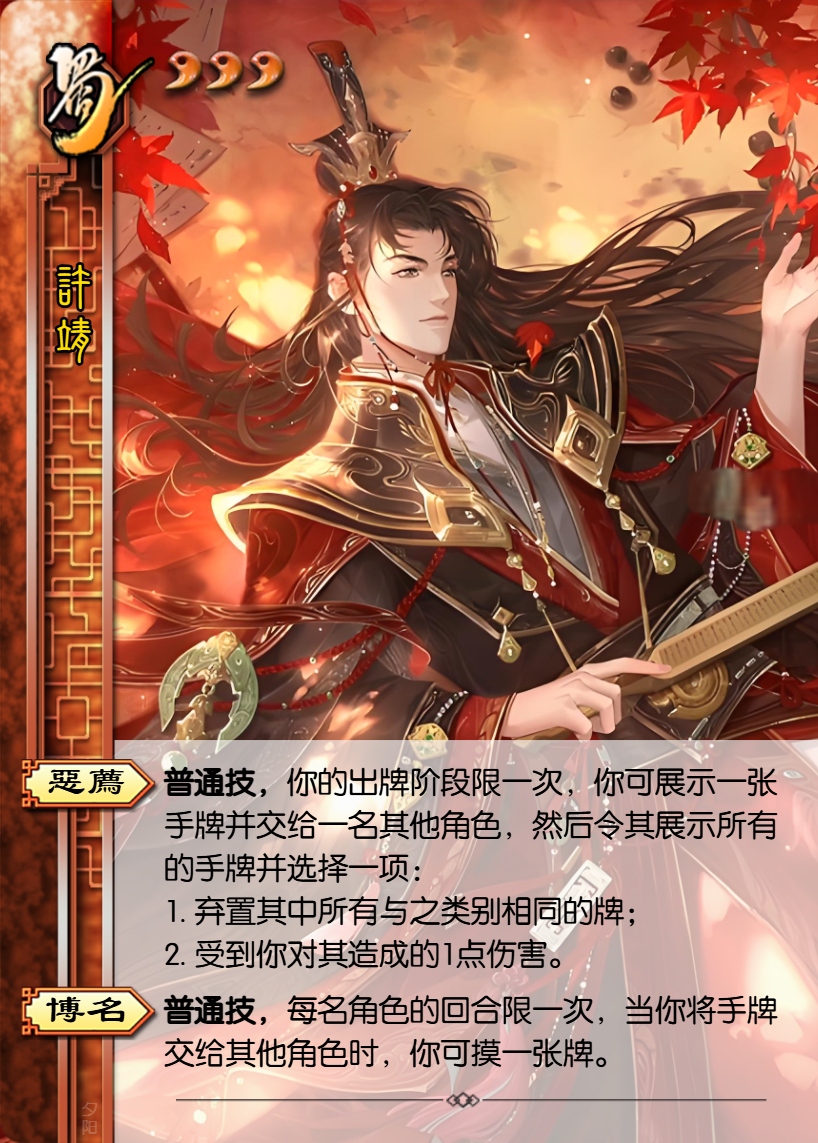 蜀
許靖
惡薦
普通技，你的出牌阶段限一次，你可展示一张
手牌并交给一名其他角色，然后令其展示所有
的手牌并选择一项：
1. 弃置其中所有与之类别相同的牌；
2. 受到你对其造成的1点伤害。
博名
普通技，每名角色的回合限一次，当你将手牌
交给其他角色时，你可摸一张牌。
夕阳